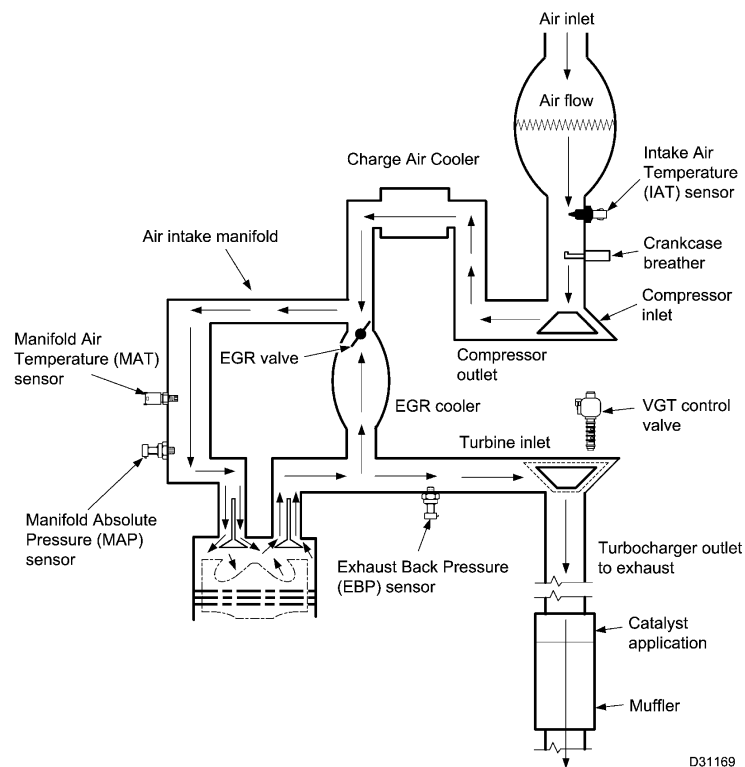 Air inlet
Air flow
Charge Air Cooler
Intake Air
Temperature
(IAT) sensor
Air intake manifold
Crankcase
breather
Compressor
inlet
Manifold Air
Temperature (MAT)
sensor
EGR valve
Compressor
outlet
EGR cooler
VGT control
valve
Turbine inlet
Manifold Absolute
Pressure (MAP)
sensor
Exhaust Back Pressure
(EBP) sensor
Turbocharger outlet
to exhaust
Catalyst
application
Muffler
D31169